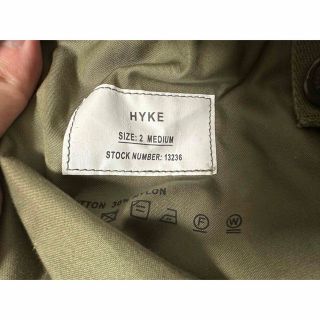 HYKE
SIZE: 2 MEDIUM
STOCK NUMBER: 13236
F W